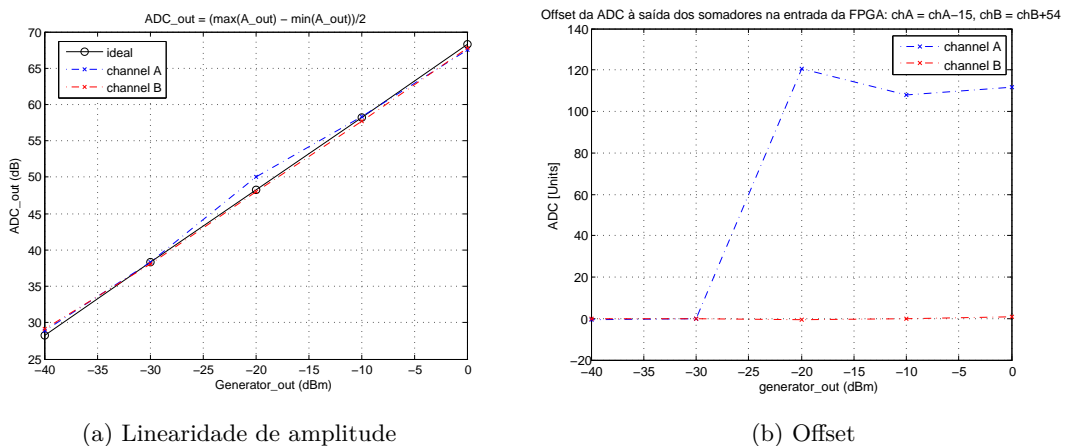 ADC_out = (max(A_out) − min(A_out))/2
70
65
60
55
50
45
40
35
30
25
ADC_out (dB)
ideal
channel A
channel B
−40 −35 −30 −25 −20 −15 −10 −5 0
Generator_out (dBm)
(a) Linearidade de amplitude
Offset da ADC à saída dos somadores na entrada da FPGA: chA = chA−15, chB = chB+54
140
120
100
80
60
40
20
0
−20
ADC [Units]
channel A
channel B
−40 −35 −30 −25 −20 −15 −10 −5 0
generator_out (dBm)
(b) Offset